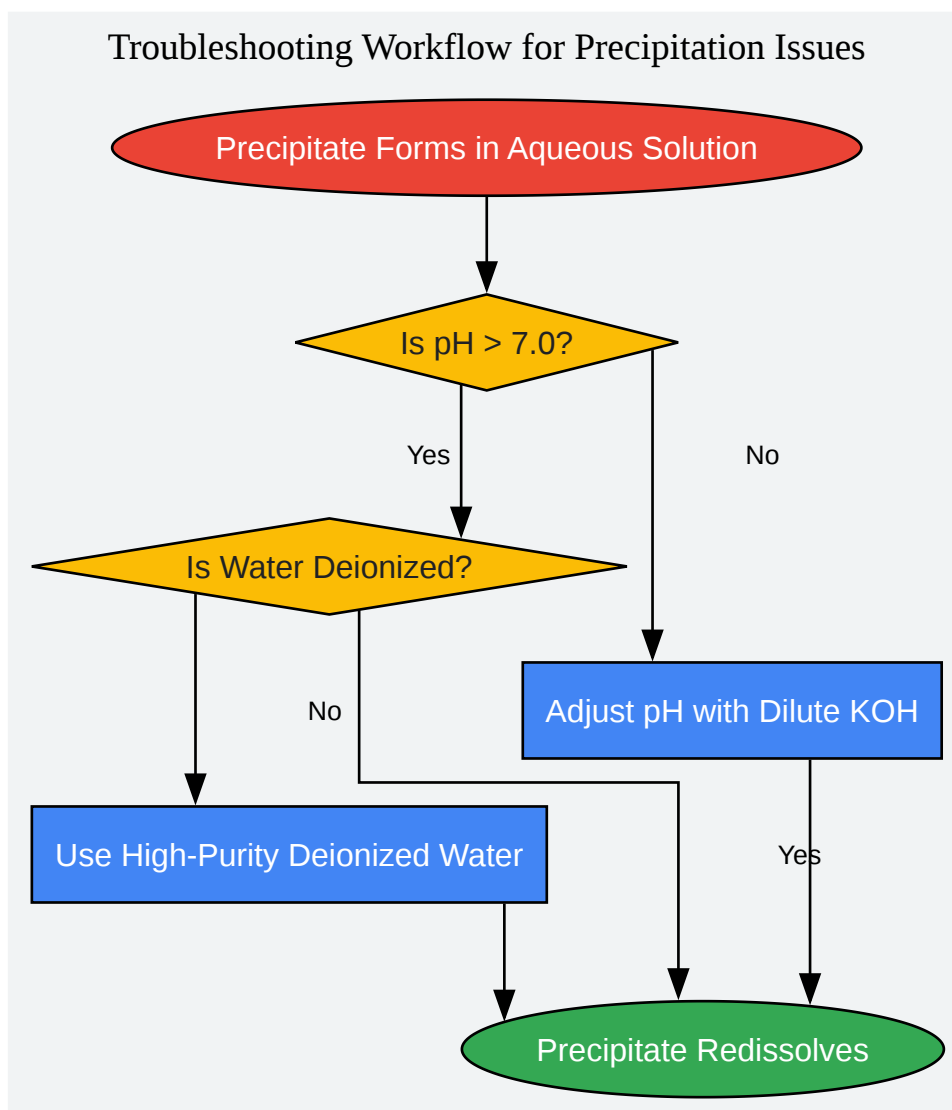 Troubleshooting Workflow for Precipitation Issues
Precipitate Forms in Aqueous Solution
Is pH > 7.0?
Yes
No
Is Water Deionized?
No
Adjust pH with Dilute KOH
Use High-Purity Deionized Water
Yes
Precipitate Redissolves